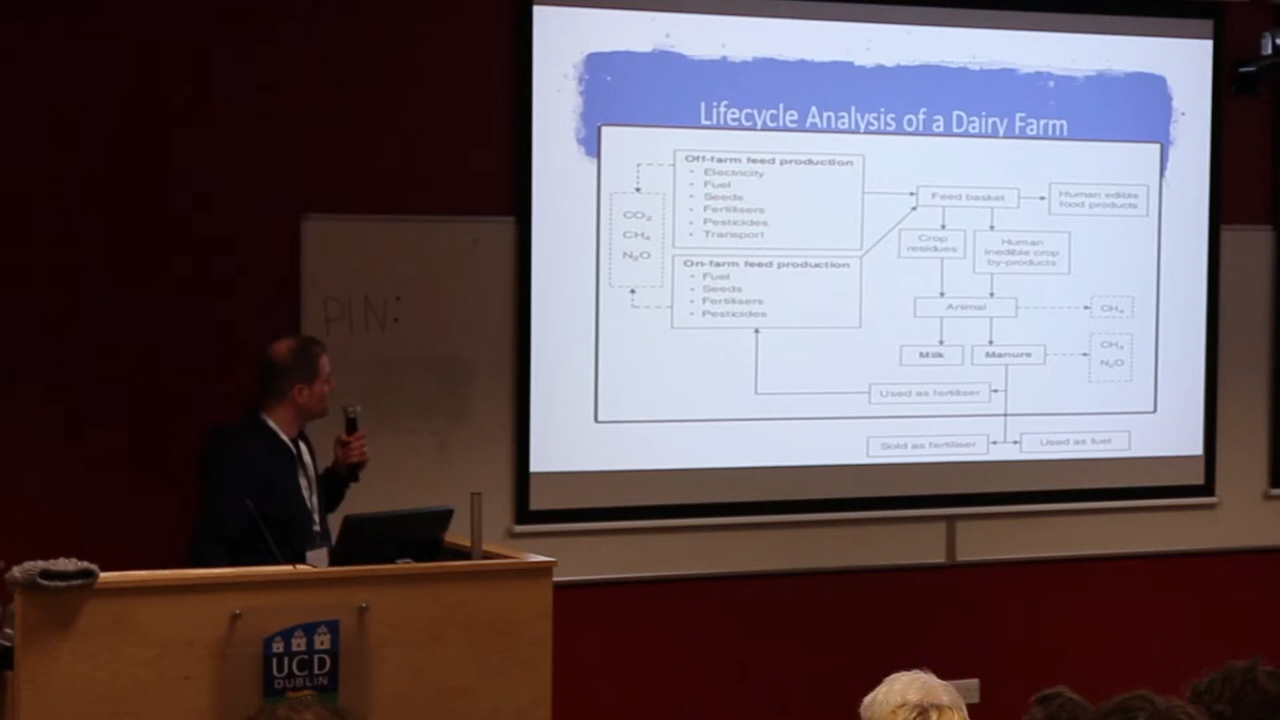 Lifecycle Analysis of a Dairy Farm
Off-farm feed production
• Electricity
• Fuel
• Seeds
• Fertilisers
• Pesticides
• Transport
CO₂
CH₄
N₂O
On-farm feed production
• Fuel
• Seeds
• Fertilisers
• Pesticides
Feed basket
Human edible
food products
Crop
residues
Human
inedible crop
by-products
Animal
CH₄
Milk
Manure
CH₄
N₂O
Used as fertiliser
Sold as fertiliser
Used as fuel
PIN:
UCD
DUBLIN